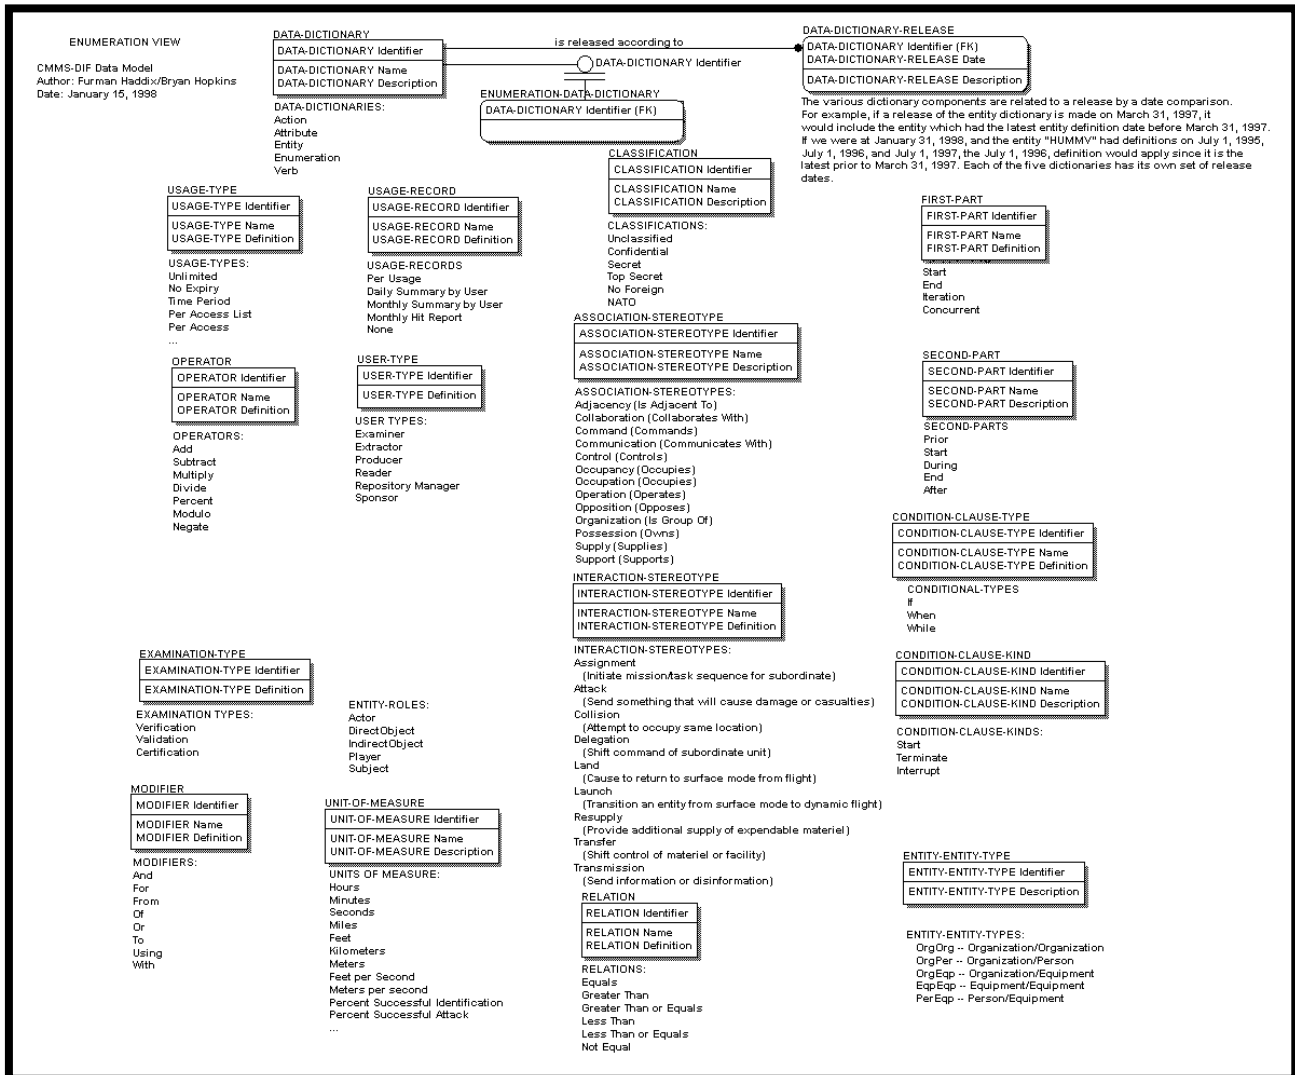 ENUMERATION VIEW
CMMS-DIF Data Model
Author: Furman Haddix/Bryan Hopkins
Date: January 15, 1998
DATA-DICTIONARY
DATA-DICTIONARY Identifier
DATA-DICTIONARY Name
DATA-DICTIONARY Description
DATA-DICTIONARIES:
Action
Attribute
Entity
Enumeration
Verb
is released according to
DATA-DICTIONARY Identifier
ENUMERATION-DATA-DICTIONARY
DATA-DICTIONARY Identifier (FK)
DATA-DICTIONARY-RELEASE
DATA-DICTIONARY Identifier (FK)
DATA-DICTIONARY-RELEASE Date
DATA-DICTIONARY-RELEASE Description
The various dictionary components are related to a release by a date comparison.
For example, if a release of the entity dictionary is made on March 31, 1997, it
would include the entity which had the latest entity definition date before March 31, 1997.
If we were at January 31, 1998, and the entity "HUMMV" had definitions on July 1, 1995,
July 1, 1996, and July 1, 1997, the July 1, 1996, definition would apply since it is the
latest prior to March 31, 1997. Each of the five dictionaries has its own set of release
dates.
USAGE-TYPE
USAGE-TYPE Identifier
USAGE-TYPE Name
USAGE-TYPE Definition
USAGE-TYPES:
Unlimited
No Expiry
Time Period
Per Access List
Per Access
...
USAGE-RECORD
USAGE-RECORD Identifier
USAGE-RECORD Name
USAGE-RECORD Definition
USAGE-RECORDS
Per Usage
Daily Summary by User
Monthly Summary by User
Monthly Hit Report
None
CLASSIFICATION
CLASSIFICATION Identifier
CLASSIFICATION Name
CLASSIFICATION Description
CLASSIFICATIONS:
Unclassified
Confidential
Secret
Top Secret
No Foreign
NATO
FIRST-PART
FIRST-PART Identifier
FIRST-PART Name
FIRST-PART Definition
Start
End
Iteration
Concurrent
OPERATOR
OPERATOR Identifier
OPERATOR Name
OPERATOR Definition
OPERATORS:
Add
Subtract
Multiply
Divide
Percent
Modulo
Negate
USER-TYPE
USER-TYPE Identifier
USER-TYPE Definition
USER TYPES:
Examiner
Extractor
Producer
Reader
Repository Manager
Sponsor
ASSOCIATION-STEREOTYPE
ASSOCIATION-STEREOTYPE Identifier
ASSOCIATION-STEREOTYPE Name
ASSOCIATION-STEREOTYPE Description
ASSOCIATION-STEREOTYPES:
Adjacency (Is Adjacent To)
Collaboration (Collaborates With)
Command (Commands)
Communication (Communicates With)
Control (Controls)
Occupancy (Occupies)
Occupation (Occupies)
Operation (Operates)
Opposition (Opposes)
Organization (Is Group Of)
Possession (Owns)
Supply (Supplies)
Support (Supports)
SECOND-PART
SECOND-PART Identifier
SECOND-PART Name
SECOND-PART Description
SECOND-PARTS
Prior
Start
During
End
After
CONDITION-CLAUSE-TYPE
CONDITION-CLAUSE-TYPE Identifier
CONDITION-CLAUSE-TYPE Name
CONDITION-CLAUSE-TYPE Definition
CONDITIONAL-TYPES
If
When
While
INTERACTION-STEREOTYPE
INTERACTION-STEREOTYPE Identifier
INTERACTION-STEREOTYPE Name
INTERACTION-STEREOTYPE Definition
INTERACTION-STEREOTYPES:
Assignment
(Initiate mission/task sequence for subordinate)
Attack
(Send something that will cause damage or casualties)
Collision
(Attempt to occupy same location)
Delegation
(Shift command of subordinate unit)
Land
(Cause to return to surface mode from flight)
Launch
(Transition an entity from surface mode to dynamic flight)
Resupply
(Provide additional supply of expendable materiel)
Transfer
(Shift control of materiel or facility)
Transmission
(Send information or disinformation)
EXAMINATION-TYPE
EXAMINATION-TYPE Identifier
EXAMINATION-TYPE Definition
EXAMINATION TYPES:
Verification
Validation
Certification
ENTITY-ROLES:
Actor
DirectObject
IndirectObject
Player
Subject
CONDITION-CLAUSE-KIND
CONDITION-CLAUSE-KIND Identifier
CONDITION-CLAUSE-KIND Name
CONDITION-CLAUSE-KIND Description
CONDITION-CLAUSE-KINDS:
Start
Terminate
Interrupt
MODIFIER
MODIFIER Identifier
MODIFIER Name
MODIFIER Definition
MODIFIERS:
And
For
From
Of
Or
To
Using
With
UNIT-OF-MEASURE
UNIT-OF-MEASURE Identifier
UNIT-OF-MEASURE Name
UNIT-OF-MEASURE Description
UNITS OF MEASURE:
Hours
Minutes
Seconds
Miles
Feet
Kilometers
Meters
Feet per Second
Meters per second
Percent Successful Identification
Percent Successful Attack
...
RELATION
RELATION Identifier
RELATION Name
RELATION Definition
RELATIONS:
Equals
Greater Than
Greater Than or Equals
Less Than
Less Than or Equals
Not Equal
ENTITY-ENTITY-TYPE
ENTITY-ENTITY-TYPE Identifier
ENTITY-ENTITY-TYPE Description
ENTITY-ENTITY-TYPES:
OrgOrg -- Organization/Organization
OrgPer -- Organization/Person
OrgEqp -- Organization/Equipment
EqpEqp -- Equipment/Equipment
PerEqp -- Person/Equipment